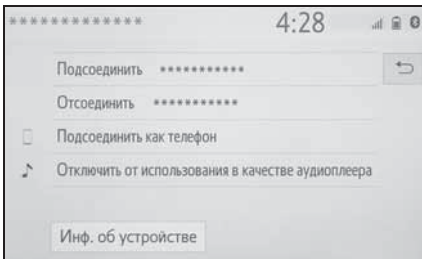 ************* 4:28
Подсоединить ***********
Отсоединить ***********
Подсоединить как телефон
Отключить от использования в качестве аудиоплеера
Инф. об устройстве